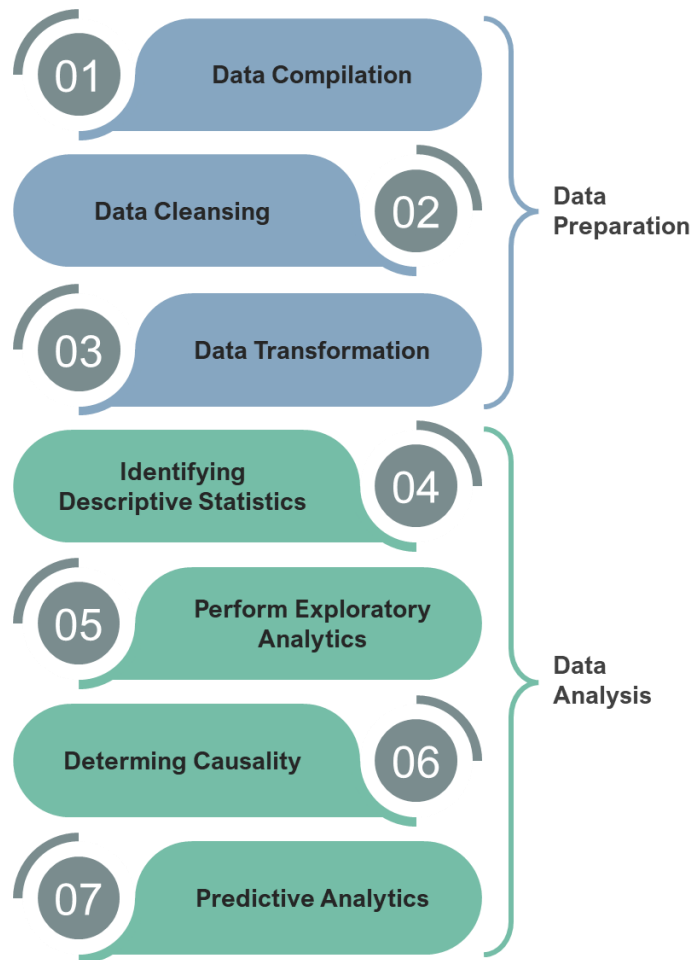 01
Data Compilation
Data Cleansing
02
Data
Preparation
03
Data Transformation
Identifying
Descriptive Statistics
04
05
Perform Exploratory
Analytics
Data
Analysis
Determing Causality
06
07
Predictive Analytics